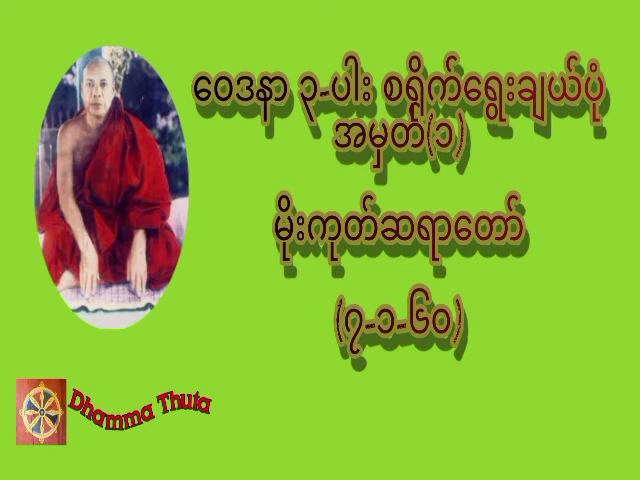 ဝေဒနာ ၃-ပါး စရိုက်ရွေးချယ်ပုံ
အမှတ်(၁)
မိုးကုတ်ဆရာတော်
(၇-၁-၆၀)
Dhamma Thuta